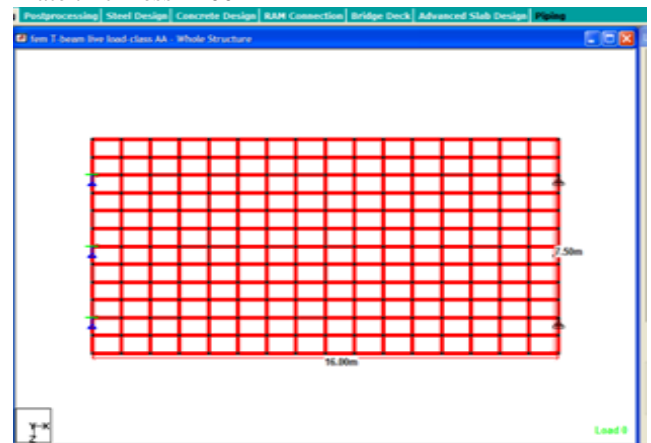 Postprocessing Steel Design Concrete Design RAM Connection Bridge Deck Advanced Slab Design Piping
fem T-beam live load-class AA - Whole Structure
7.50m
16.00m
Y X
Z
Load 0